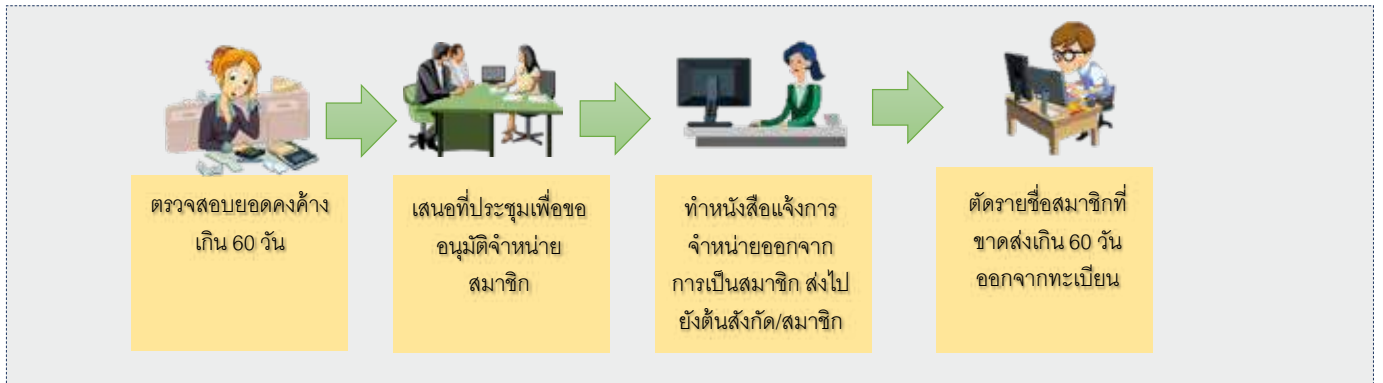 ตรวจสอบยอดคงค้าง
เกิน 60 วัน
เสนอที่ประชุมเพื่อขอ
อนุมัติจำหน่าย
สมาชิก
ทำหนังสือแจ้งการ
จำหน่ายออกจาก
การเป็นสมาชิก ส่งไป
ยังต้นสังกัด/สมาชิก
ตัดรายชื่อสมาชิกที่
ขาดส่งเกิน 60 วัน
ออกจากทะเบียน